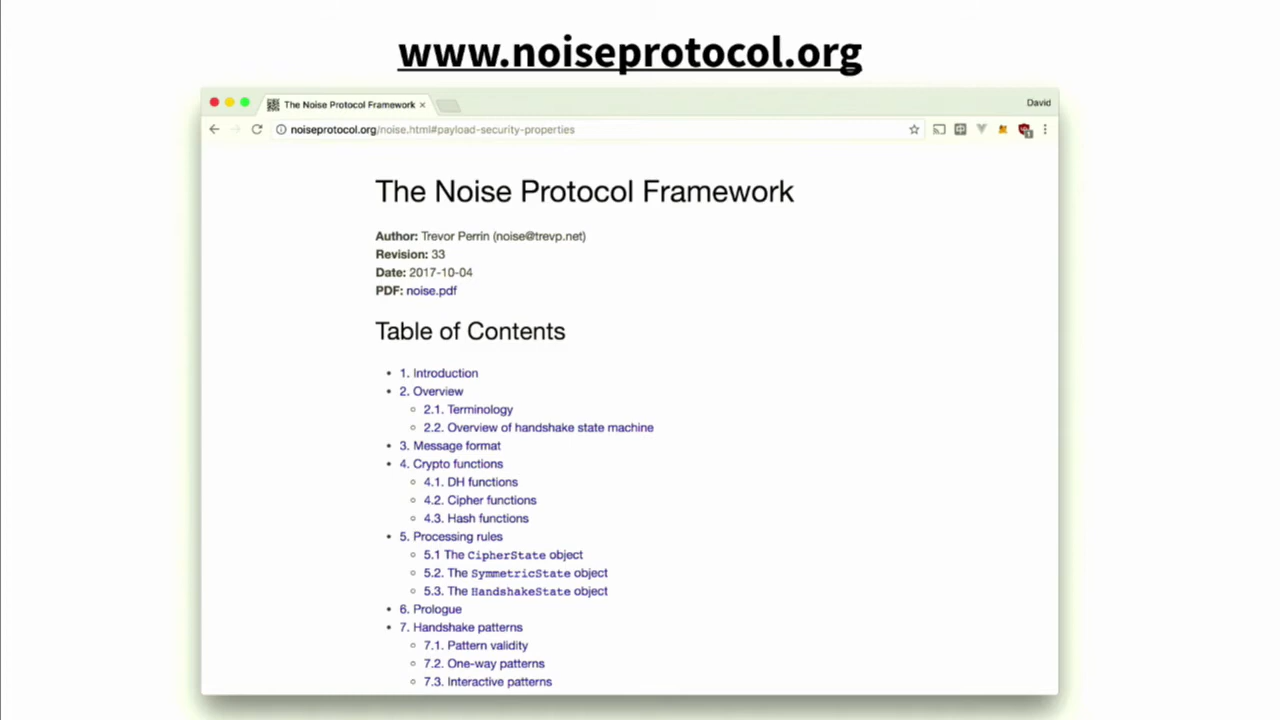 www.noiseprotocol.org
The Noise Protocol Framework
David
noiseprotocol.org/noise.html#payload-security-properties
The Noise Protocol Framework
Author: Trevor Perrin (noise@trevp.net)
Revision: 33
Date: 2017-10-04
PDF: noise.pdf
Table of Contents
1. Introduction
2. Overview
2.1. Terminology
2.2. Overview of handshake state machine
3. Message format
4. Crypto functions
4.1. DH functions
4.2. Cipher functions
4.3. Hash functions
5. Processing rules
5.1 The CipherState object
5.2. The SymmetricState object
5.3. The HandshakeState object
6. Prologue
7. Handshake patterns
7.1. Pattern validity
7.2. One-way patterns
7.3. Interactive patterns